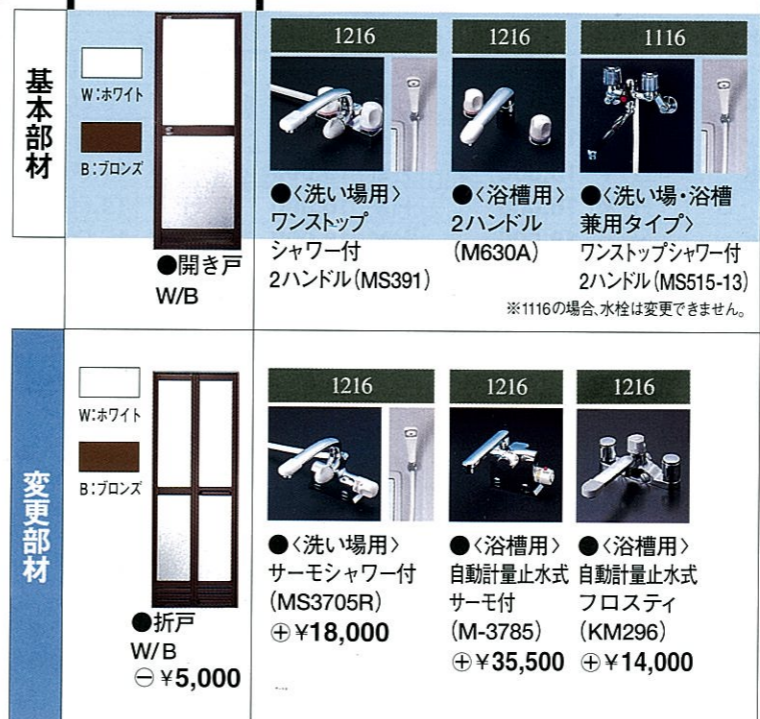 基本部材
W:ホワイト
B:ブロンズ
●開き戸
W/B
1216
●〈洗い場用〉
ワンストップ
シャワー付
2ハンドル(MS391)
1216
●〈浴槽用〉
2ハンドル
(M630A)
1116
●〈洗い場・浴槽
兼用タイプ〉
ワンストップシャワー付
2ハンドル(MS515-13)
※1116の場合、水栓は変更できません。
変更部材
W:ホワイト
B:ブロンズ
●折戸
W/B
⊖¥5,000
1216
●〈洗い場用〉
サーモシャワー付
(MS3705R)
⊕¥18,000
1216
●〈浴槽用〉
自動計量止水式
サーモ付
(M-3785)
⊕¥35,500
1216
●〈浴槽用〉
自動計量止水式
フロスティ
(KM296)
⊕¥14,000